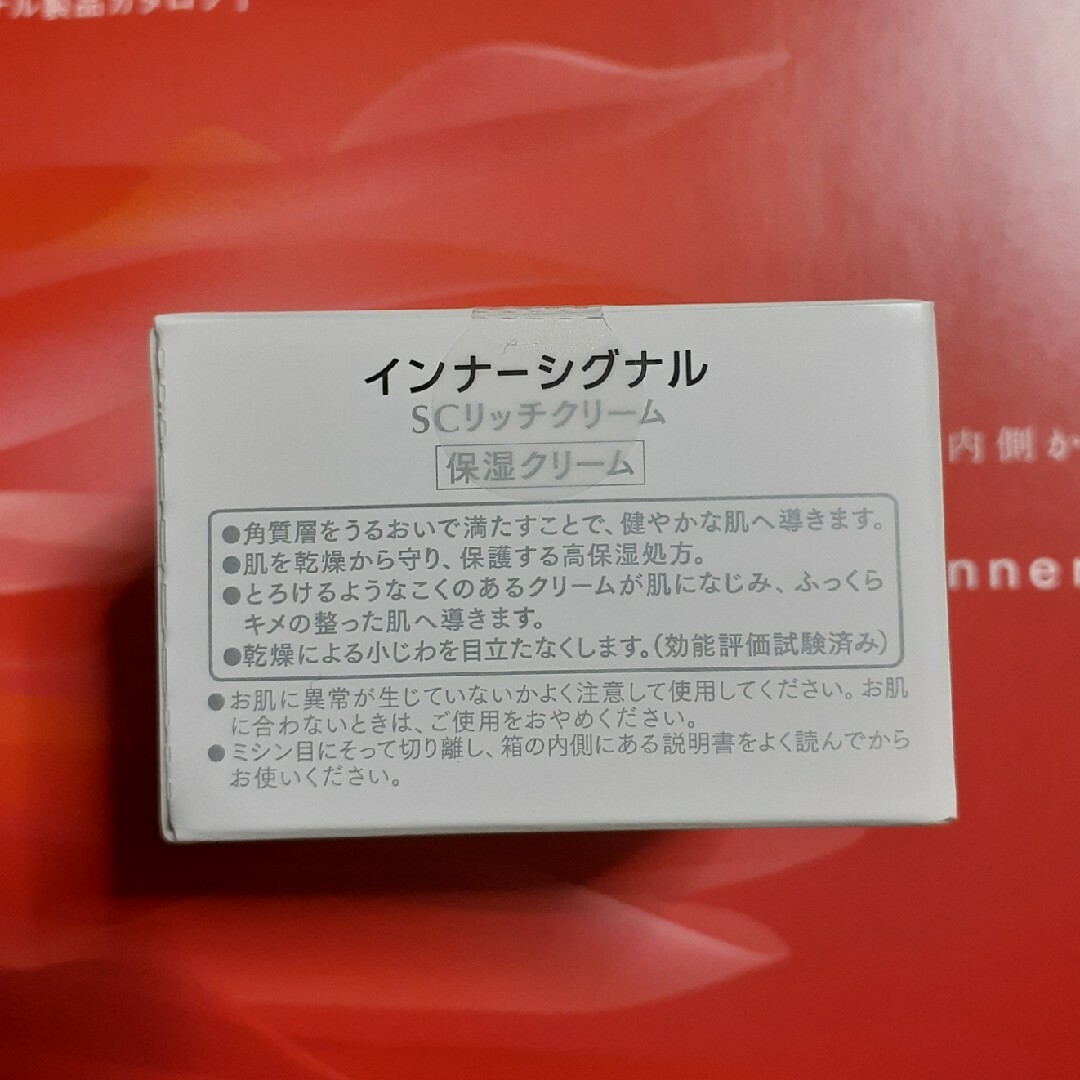 ル製品カタログ
インナーシグナル
SCリッチクリーム
保湿クリーム
●角質層をうるおいで満たすことで、健やかな肌へ導きます。
●肌を乾燥から守り、保護する高保湿処方。
●とろけるようなこくのあるクリームが肌になじみ、ふっくら
キメの整った肌へ導きます。
●乾燥による小じわを目立たなくします。（効能評価試験済み）
●お肌に異常が生じていないかよく注意して使用してください。お肌
に合わないときは、ご使用をおやめください。
●ミシン目にそって切り離し、箱の内側にある説明書をよく読んでから
お使いください。
内側か
nner